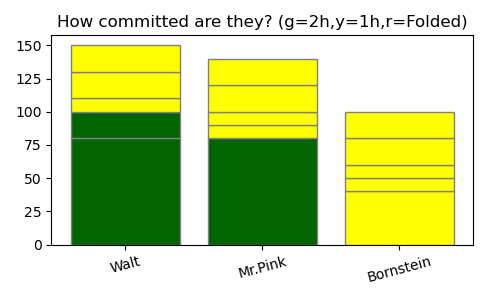 How committed are they? (g=2h,y=1h,r=Folded)
150
125
100
75
50
25
0
Walt
Mr.Pink
Bornstein